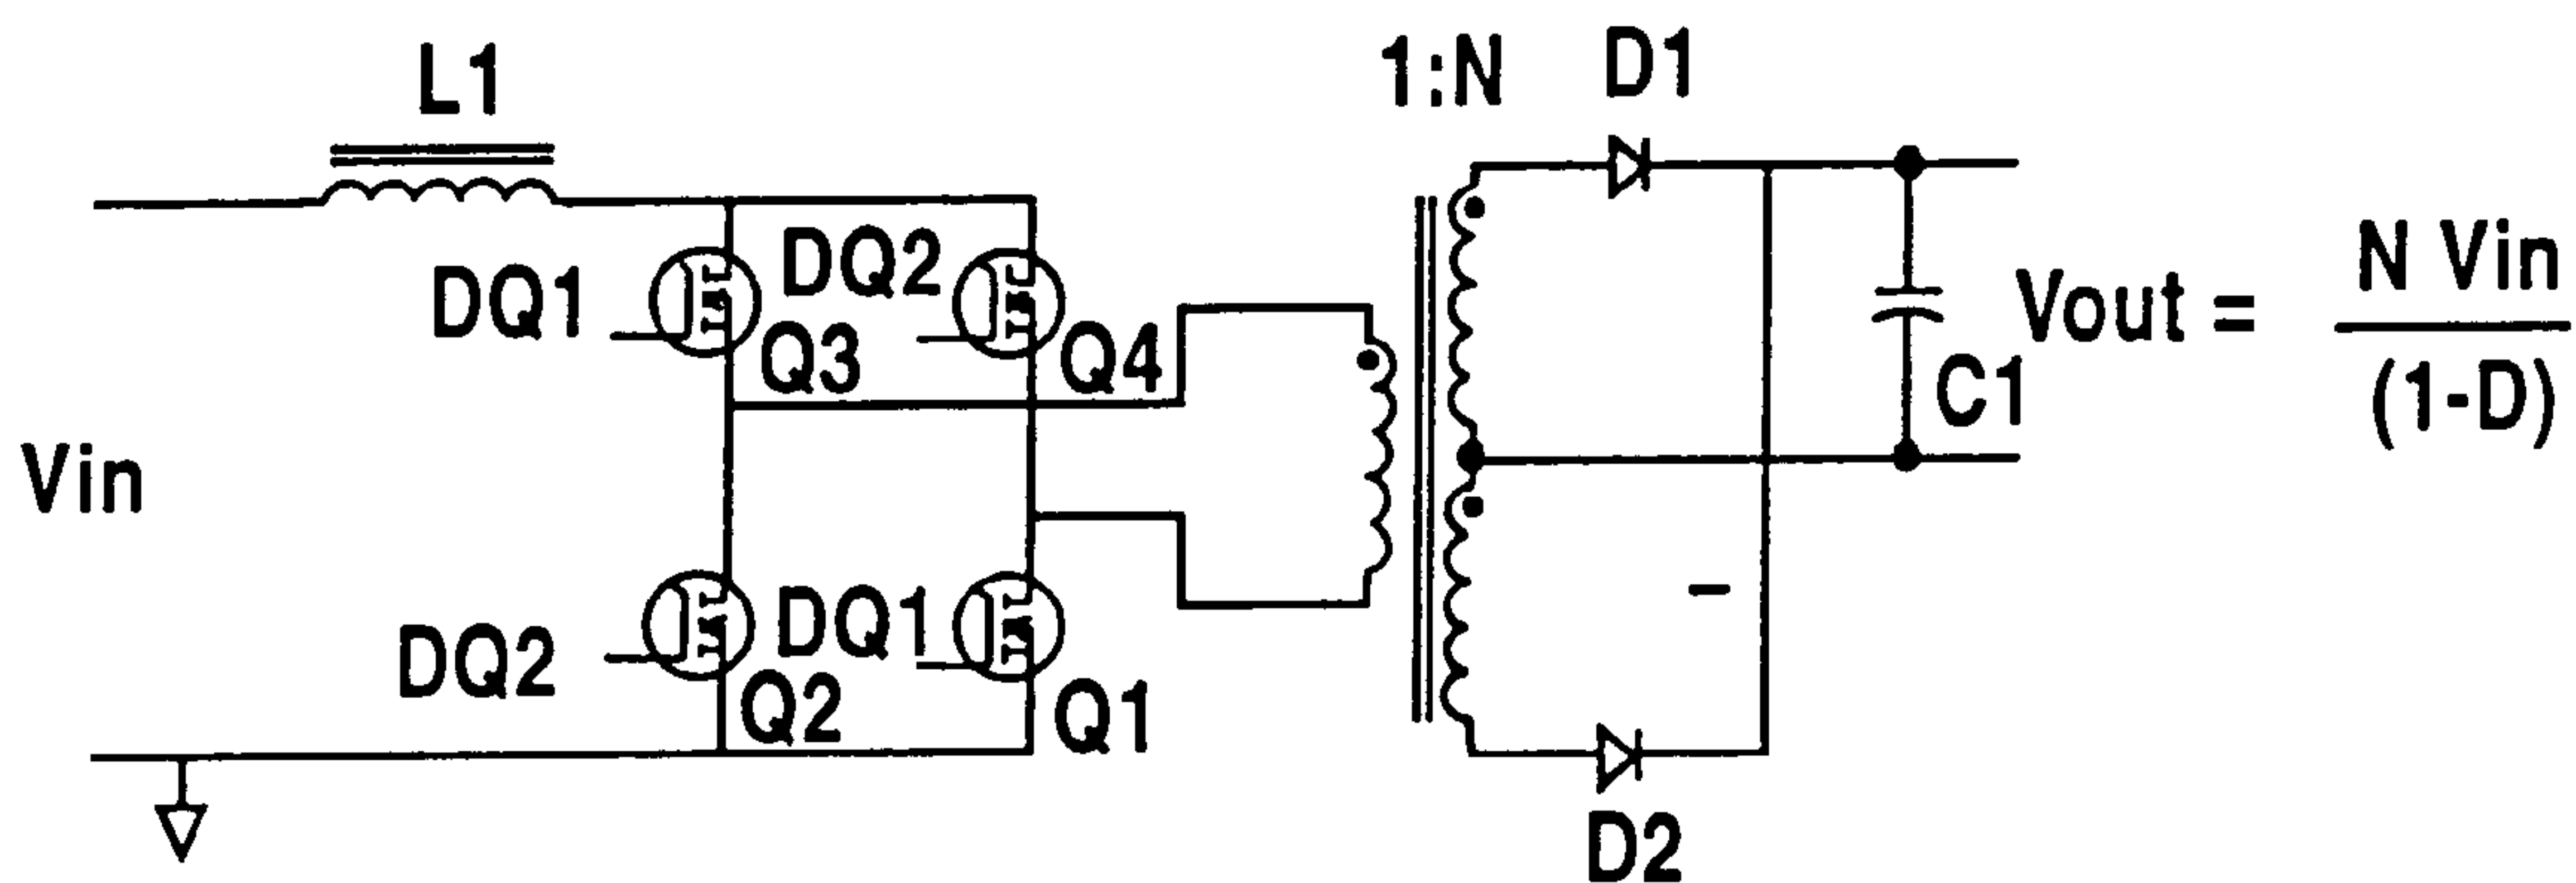 L1
1:N
D1
DQ1
DQ2
Q3
Q4
Vin
DQ2
DQ1
Q2
Q1
C1
Vout =
N Vin
(1-D)
-
D2